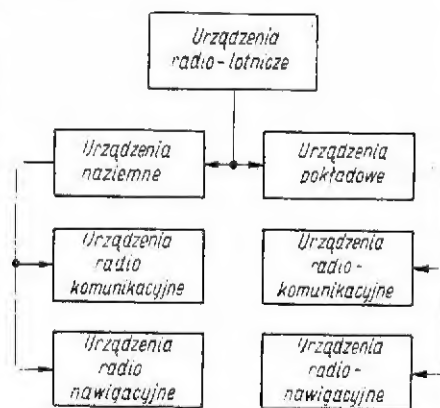 Urządzenia
radio-lotnicze
Urządzenia
naziemne
Urządzenia
pokładowe
Urządzenia
radio
komunikacyjne
Urządzenia
radio-
komunikacyjne
Urządzenia
radio
nawigacyjne
Urządzenia
radio-
nawigacyjne